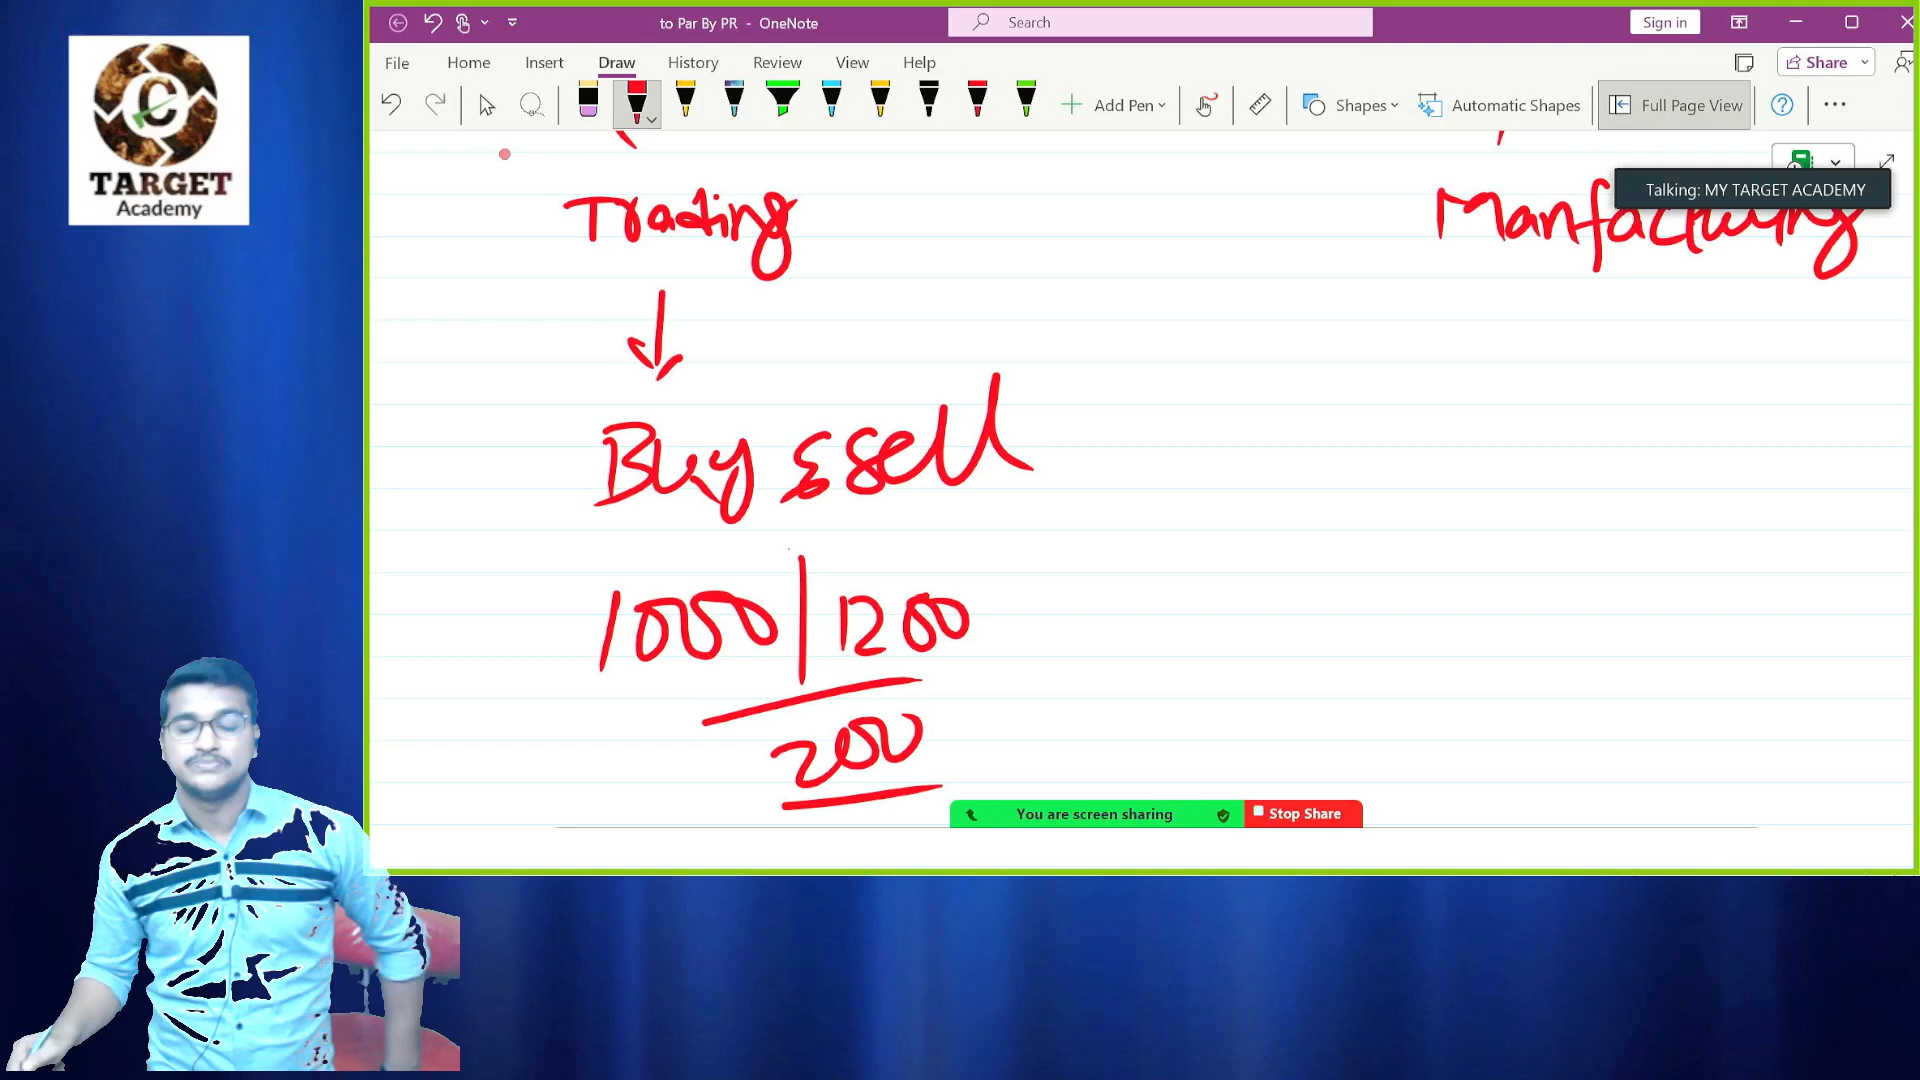 C
TARGET
Academy
to Par By PR - OneNote
Search
Sign in
File Home Insert Draw History Review View Help
Share
Add Pen
Shapes
Automatic Shapes
Full Page View
Talking: MY TARGET ACADEMY
Trading
Manfacturing
Buy & sell
1000 | 1200
200
You are screen sharing
Stop Share